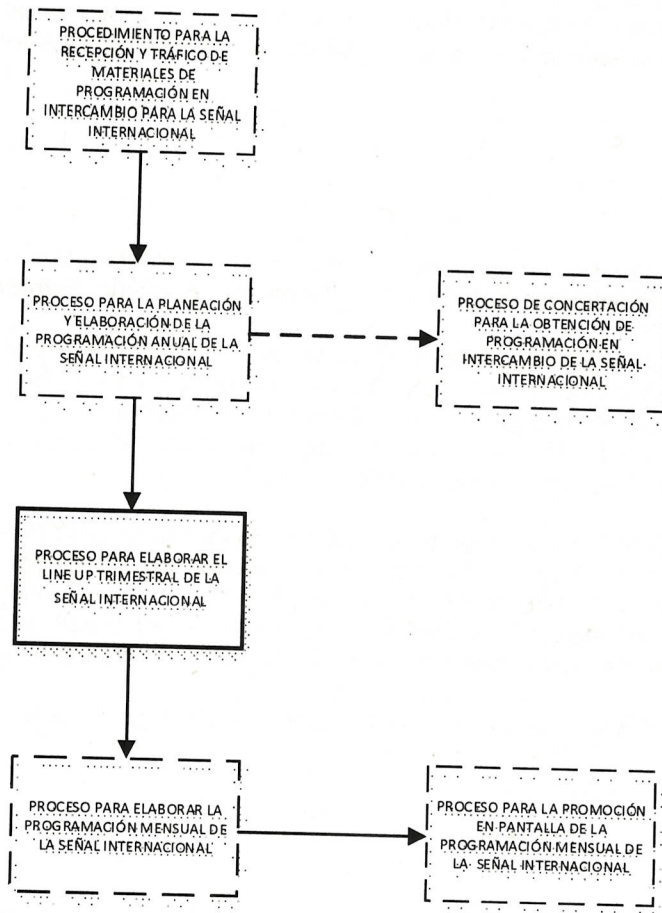 PROCEDIMIENTO PARA LA
RECEPCIÓN Y TRÁFICO DE
MATERIALES DE
PROGRAMACIÓN EN
INTERCAMBIO PARA LA SEÑAL
INTERNACIONAL
PROCESO PARA LA PLANEACIÓN
Y ELABORACIÓN DE LA
PROGRAMACIÓN ANUAL DE LA
SEÑAL INTERNACIONAL
PROCESO DE CONCERTACIÓN
PARA LA OBTENCIÓN DE
PROGRAMACIÓN EN
INTERCAMBIO DE LA SEÑAL
INTERNACIONAL
PROCESO PARA ELABORAR EL
LINE UP TRIMESTRAL DE LA
SEÑAL INTERNACIONAL
PROCESO PARA ELABORAR LA
PROGRAMACIÓN MENSUAL DE
LA SEÑAL INTERNACIONAL
PROCESO PARA LA PROMOCIÓN
EN PANTALLA DE LA
PROGRAMACIÓN MENSUAL DE
LA SEÑAL INTERNACIONAL